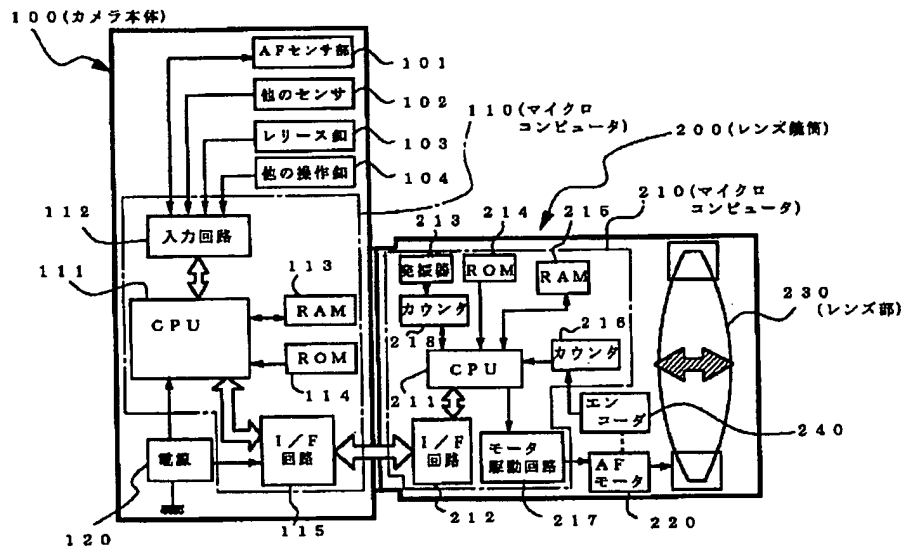 100(カメラ本体)
AFセンサ部
101
他のセンサ
102
レリース釦
103
他の操作釦
104
110(マイクロ
コンピュータ)
200(レンズ鏡筒)
210(マイクロ
コンピュータ)
112
入力回路
111
CPU
113
RAM
ROM
114
I/F
回路
115
電源
120
213
発振器
214
ROM
215
RAM
カウンタ
218
216
カウンタ
211
CPU
I/F
回路
212
モータ
駆動回路
217
エン
コーダ
240
AF
モータ
220
230
(レンズ部)